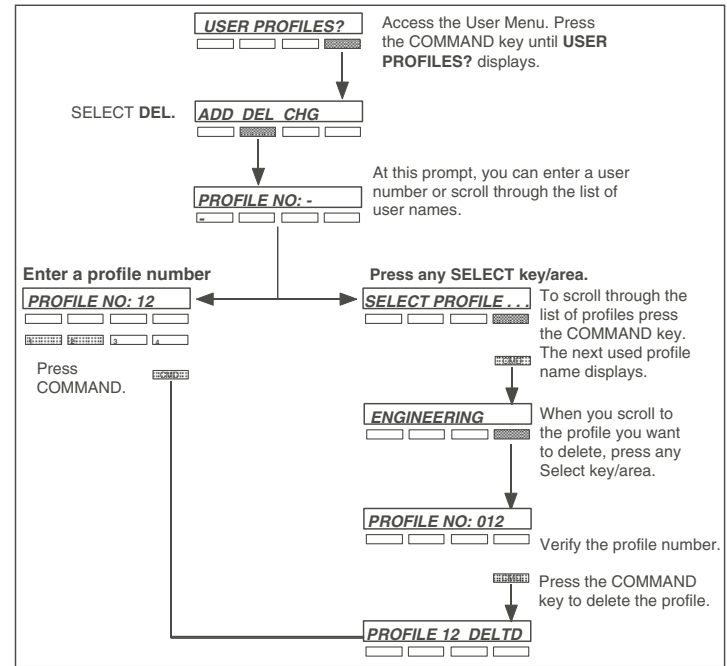 USER PROFILES?
Access the User Menu. Press
the COMMAND key until USER
PROFILES? displays.
SELECT DEL.
ADD DEL CHG
At this prompt, you can enter a user
number or scroll through the list of
user names.
PROFILE NO: -
-
Enter a profile number
PROFILE NO: 12
1 2 3 4
Press
COMMAND.
CMD
Press any SELECT key/area.
SELECT PROFILE . . .
To scroll through the
list of profiles press
the COMMAND key.
The next used profile
name displays.
CMD
ENGINEERING
When you scroll to
the profile you want
to delete, press any
Select key/area.
PROFILE NO: 012
Verify the profile number.
CMD
Press the COMMAND
key to delete the profile.
PROFILE 12 DELTD